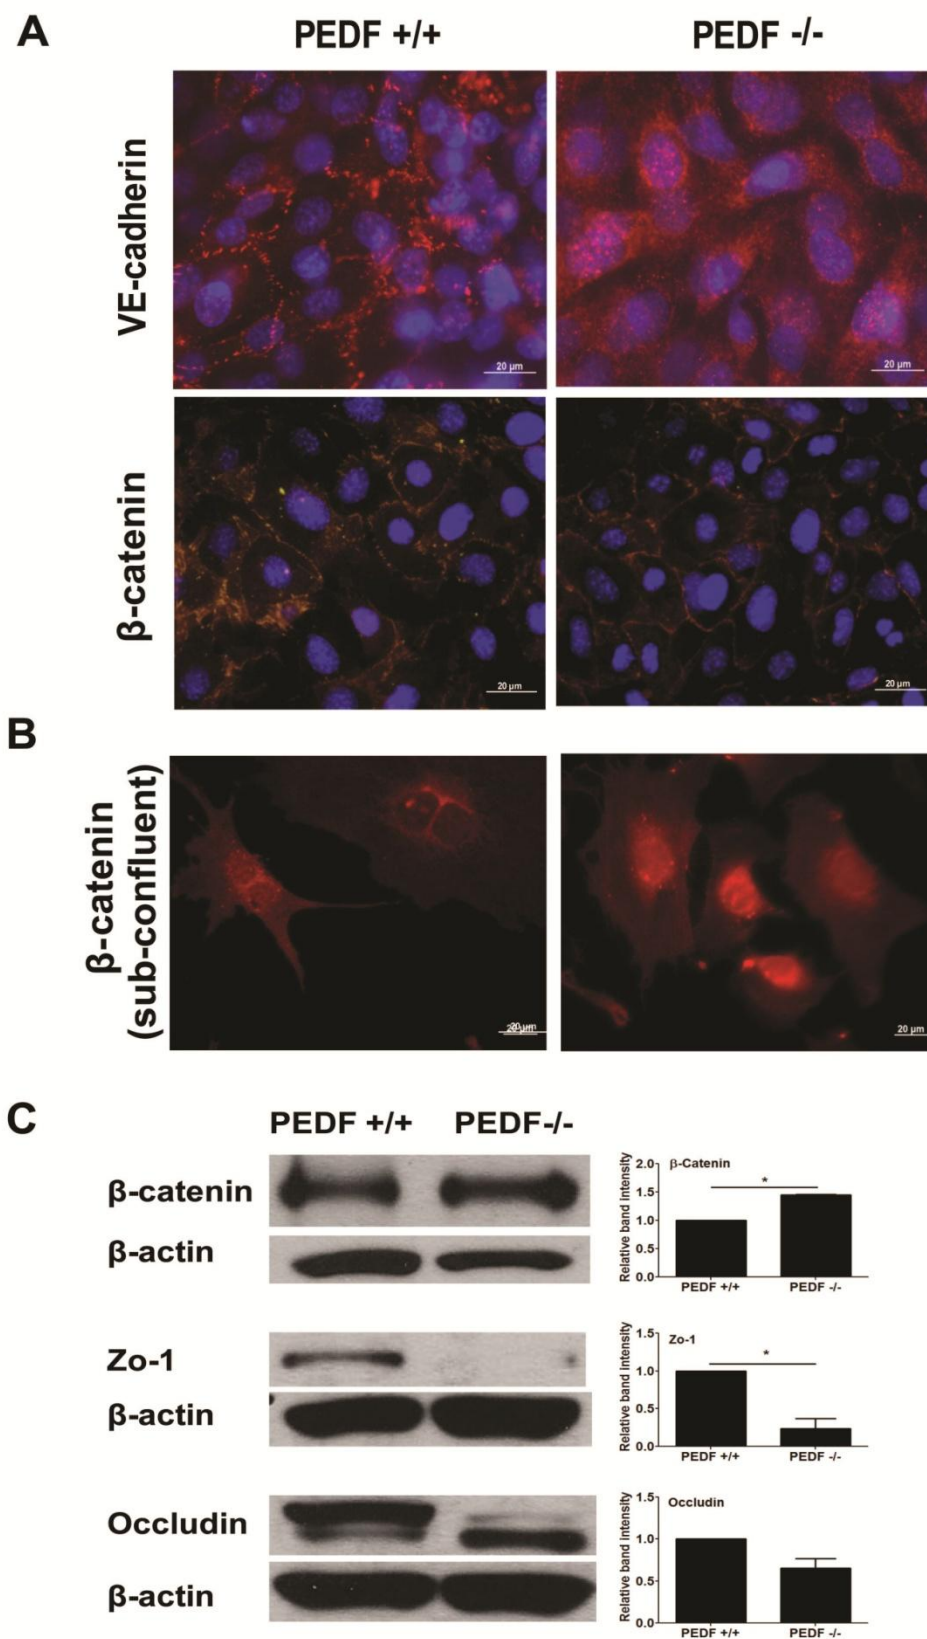 A
PEDF +/+
PEDF -/-
VE-cadherin
20 µm
20 µm
β-catenin
20 µm
20 µm
B
β-catenin
(sub-confluent)
20 µm
20 µm
C
PEDF +/+
PEDF-/-
β-catenin
β-actin
Relative band intensity
β-Catenin
*
2.0
1.5
1.0
0.5
0.0
PEDF +/+
PEDF -/-
Zo-1
β-actin
Relative band intensity
Zo-1
*
1.5
1.0
0.5
0.0
PEDF +/+
PEDF -/-
Occludin
β-actin
Relative band intensity
Occludin
1.5
1.0
0.5
0.0
PEDF +/+
PEDF -/-